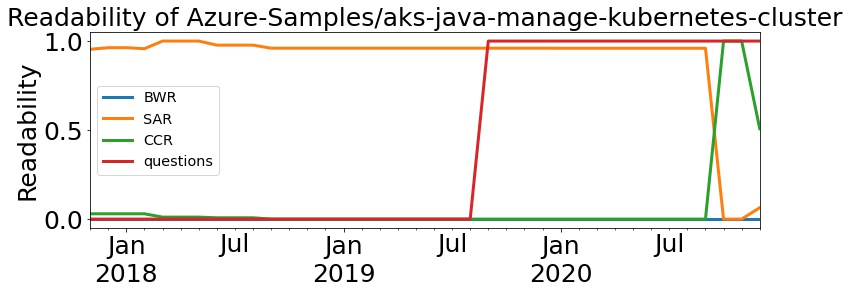 Readability of Azure-Samples/aks-java-manage-kubernetes-cluster
Readability
1.0
0.5
0.0
BWR
SAR
CCR
questions
Jan Jul Jan Jul Jan Jul
2018 2019 2020